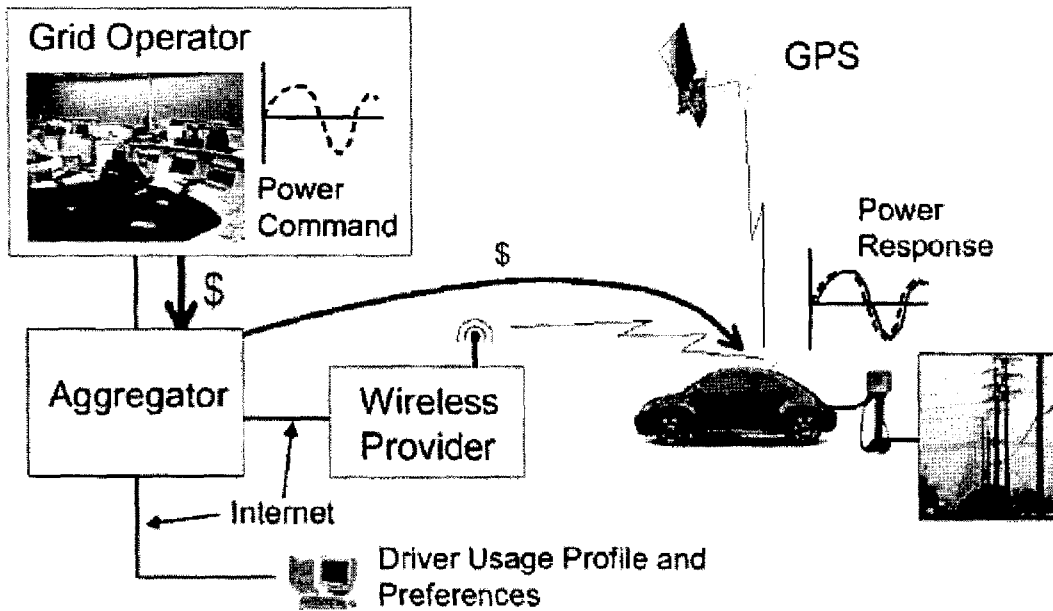 Grid Operator
Power
Command
GPS
Power
Response
$
$
Aggregator
Wireless
Provider
Internet
Driver Usage Profile and
Preferences